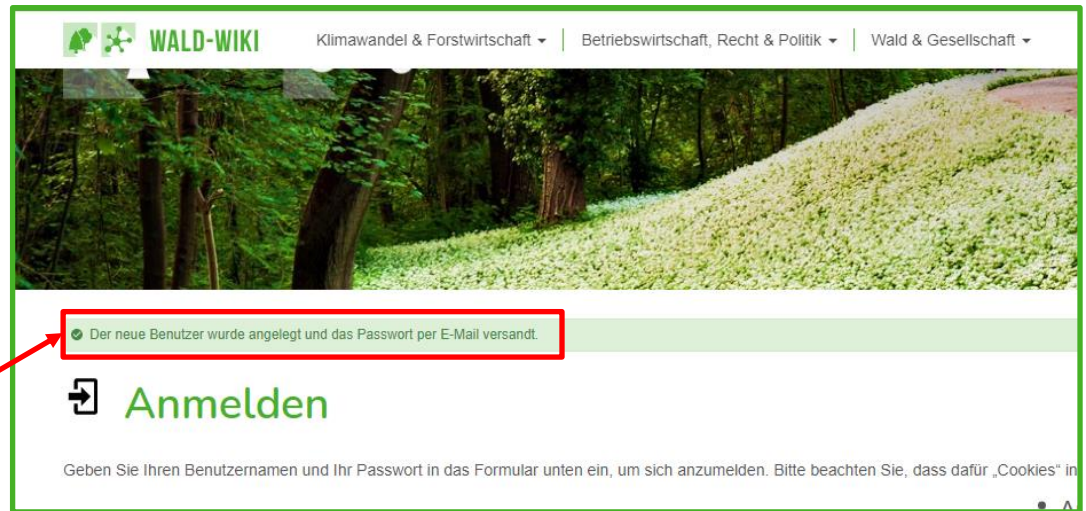 WALD-WIKI Klimawandel & Forstwirtschaft Betriebswirtschaft, Recht & Politik Wald & Gesellschaft
Der neue Benutzer wurde angelegt und das Passwort per E-Mail versandt.
Anmelden
Geben Sie Ihren Benutzernamen und Ihr Passwort in das Formular unten ein, um sich anzumelden. Bitte beachten Sie, dass dafür „Cookies“ in